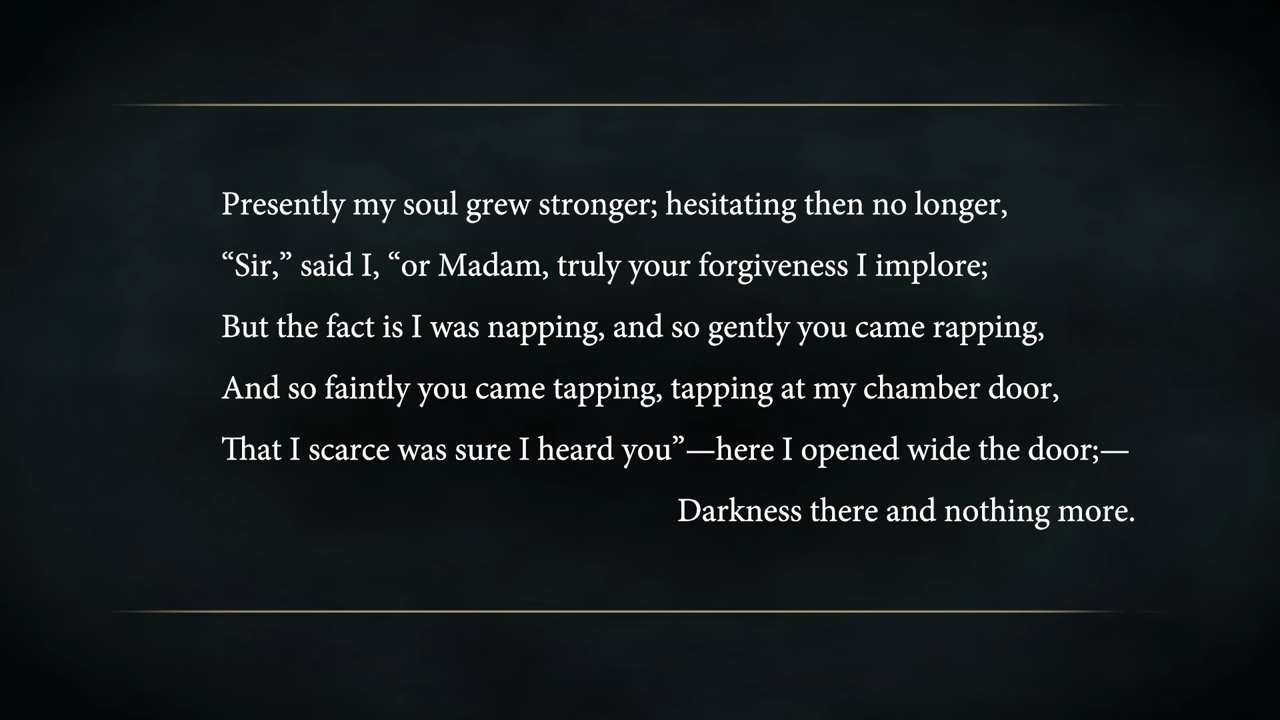 Presently my soul grew stronger; hesitating then no longer,
“Sir,” said I, “or Madam, truly your forgiveness I implore;
But the fact is I was napping, and so gently you came rapping,
And so faintly you came tapping, tapping at my chamber door,
That I scarce was sure I heard you”—here I opened wide the door;—
Darkness there and nothing more.